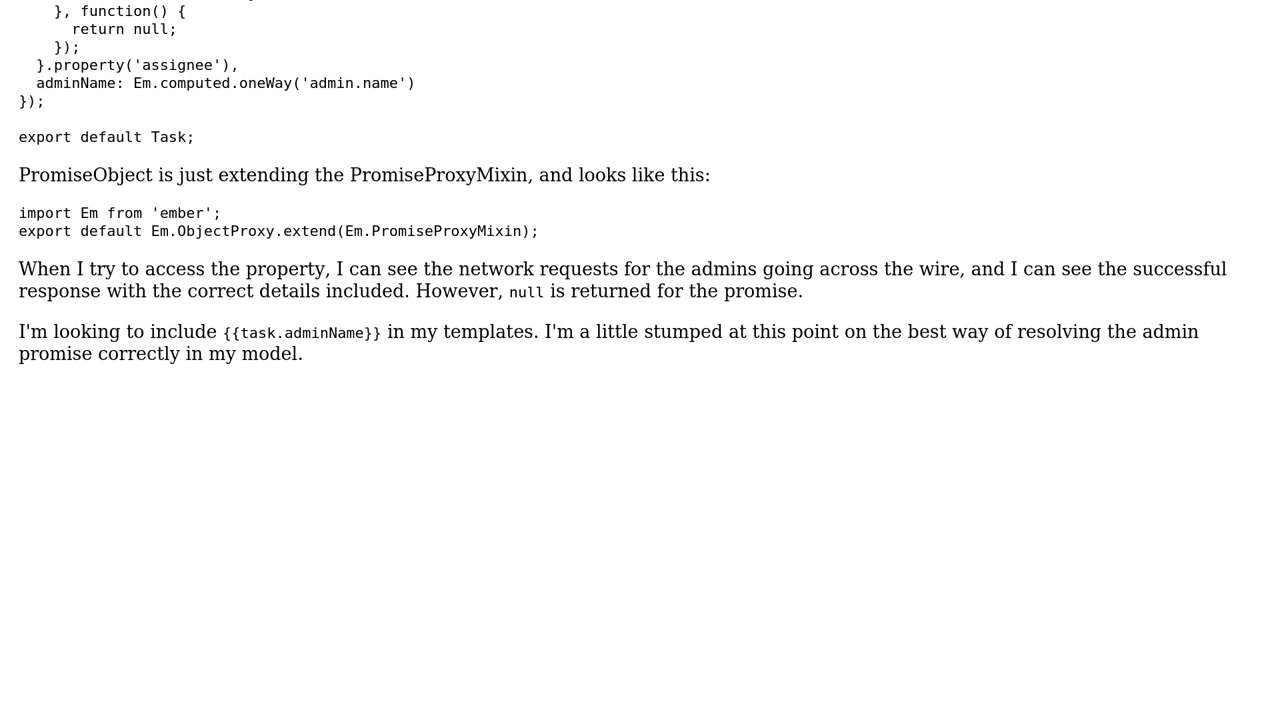 }, function() {
return null;
});
}.property('assignee'),
adminName: Em.computed.oneWay('admin.name')
});
export default Task;
PromiseObject is just extending the PromiseProxyMixin, and looks like this:
import Em from 'ember';
export default Em.ObjectProxy.extend(Em.PromiseProxyMixin);
When I try to access the property, I can see the network requests for the admins going across the wire, and I can see the successful
response with the correct details included. However, null is returned for the promise.
I'm looking to include {{task.adminName}} in my templates. I'm a little stumped at this point on the best way of resolving the admin
promise correctly in my model.